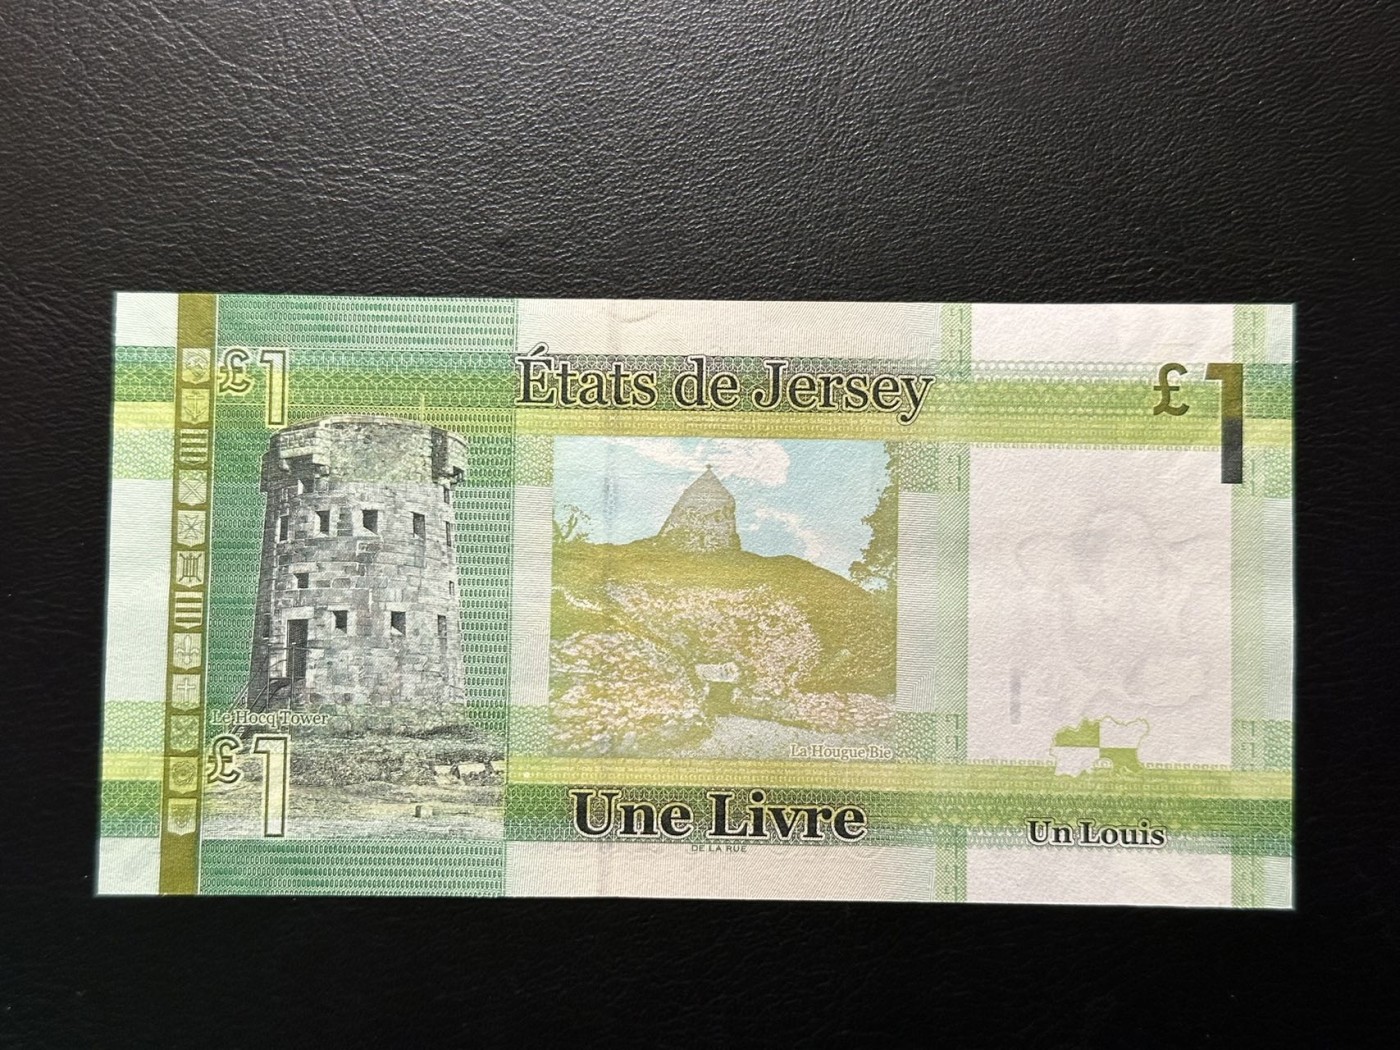 £1
États de Jersey
£1
Le Hocq Tower
La Hougue Bie
£1
Une Livre
Un Louis
DE LA RUE